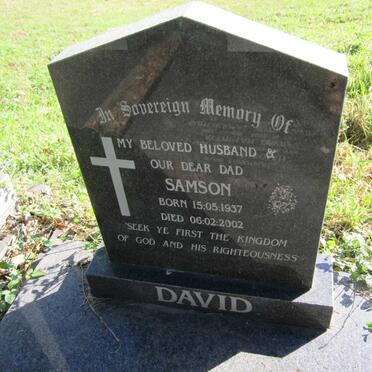 In Sovereign Memory Of
MY BELOVED HUSBAND &
OUR DEAR DAD
SAMSON
BORN 15:05:1937
DIED 06:02:2002
"SEEK YE FIRST THE KINGDOM
OF GOD AND HIS RIGHTEOUSNESS"
DAVID